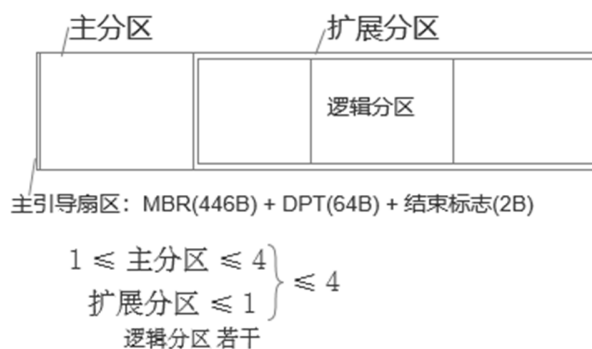 主分区 扩展分区
逻辑分区
主引导扇区：MBR(446B) + DPT(64B) + 结束标志(2B)
1 ≤ 主分区 ≤ 4
≤ 4
扩展分区 ≤ 1
逻辑分区 若干